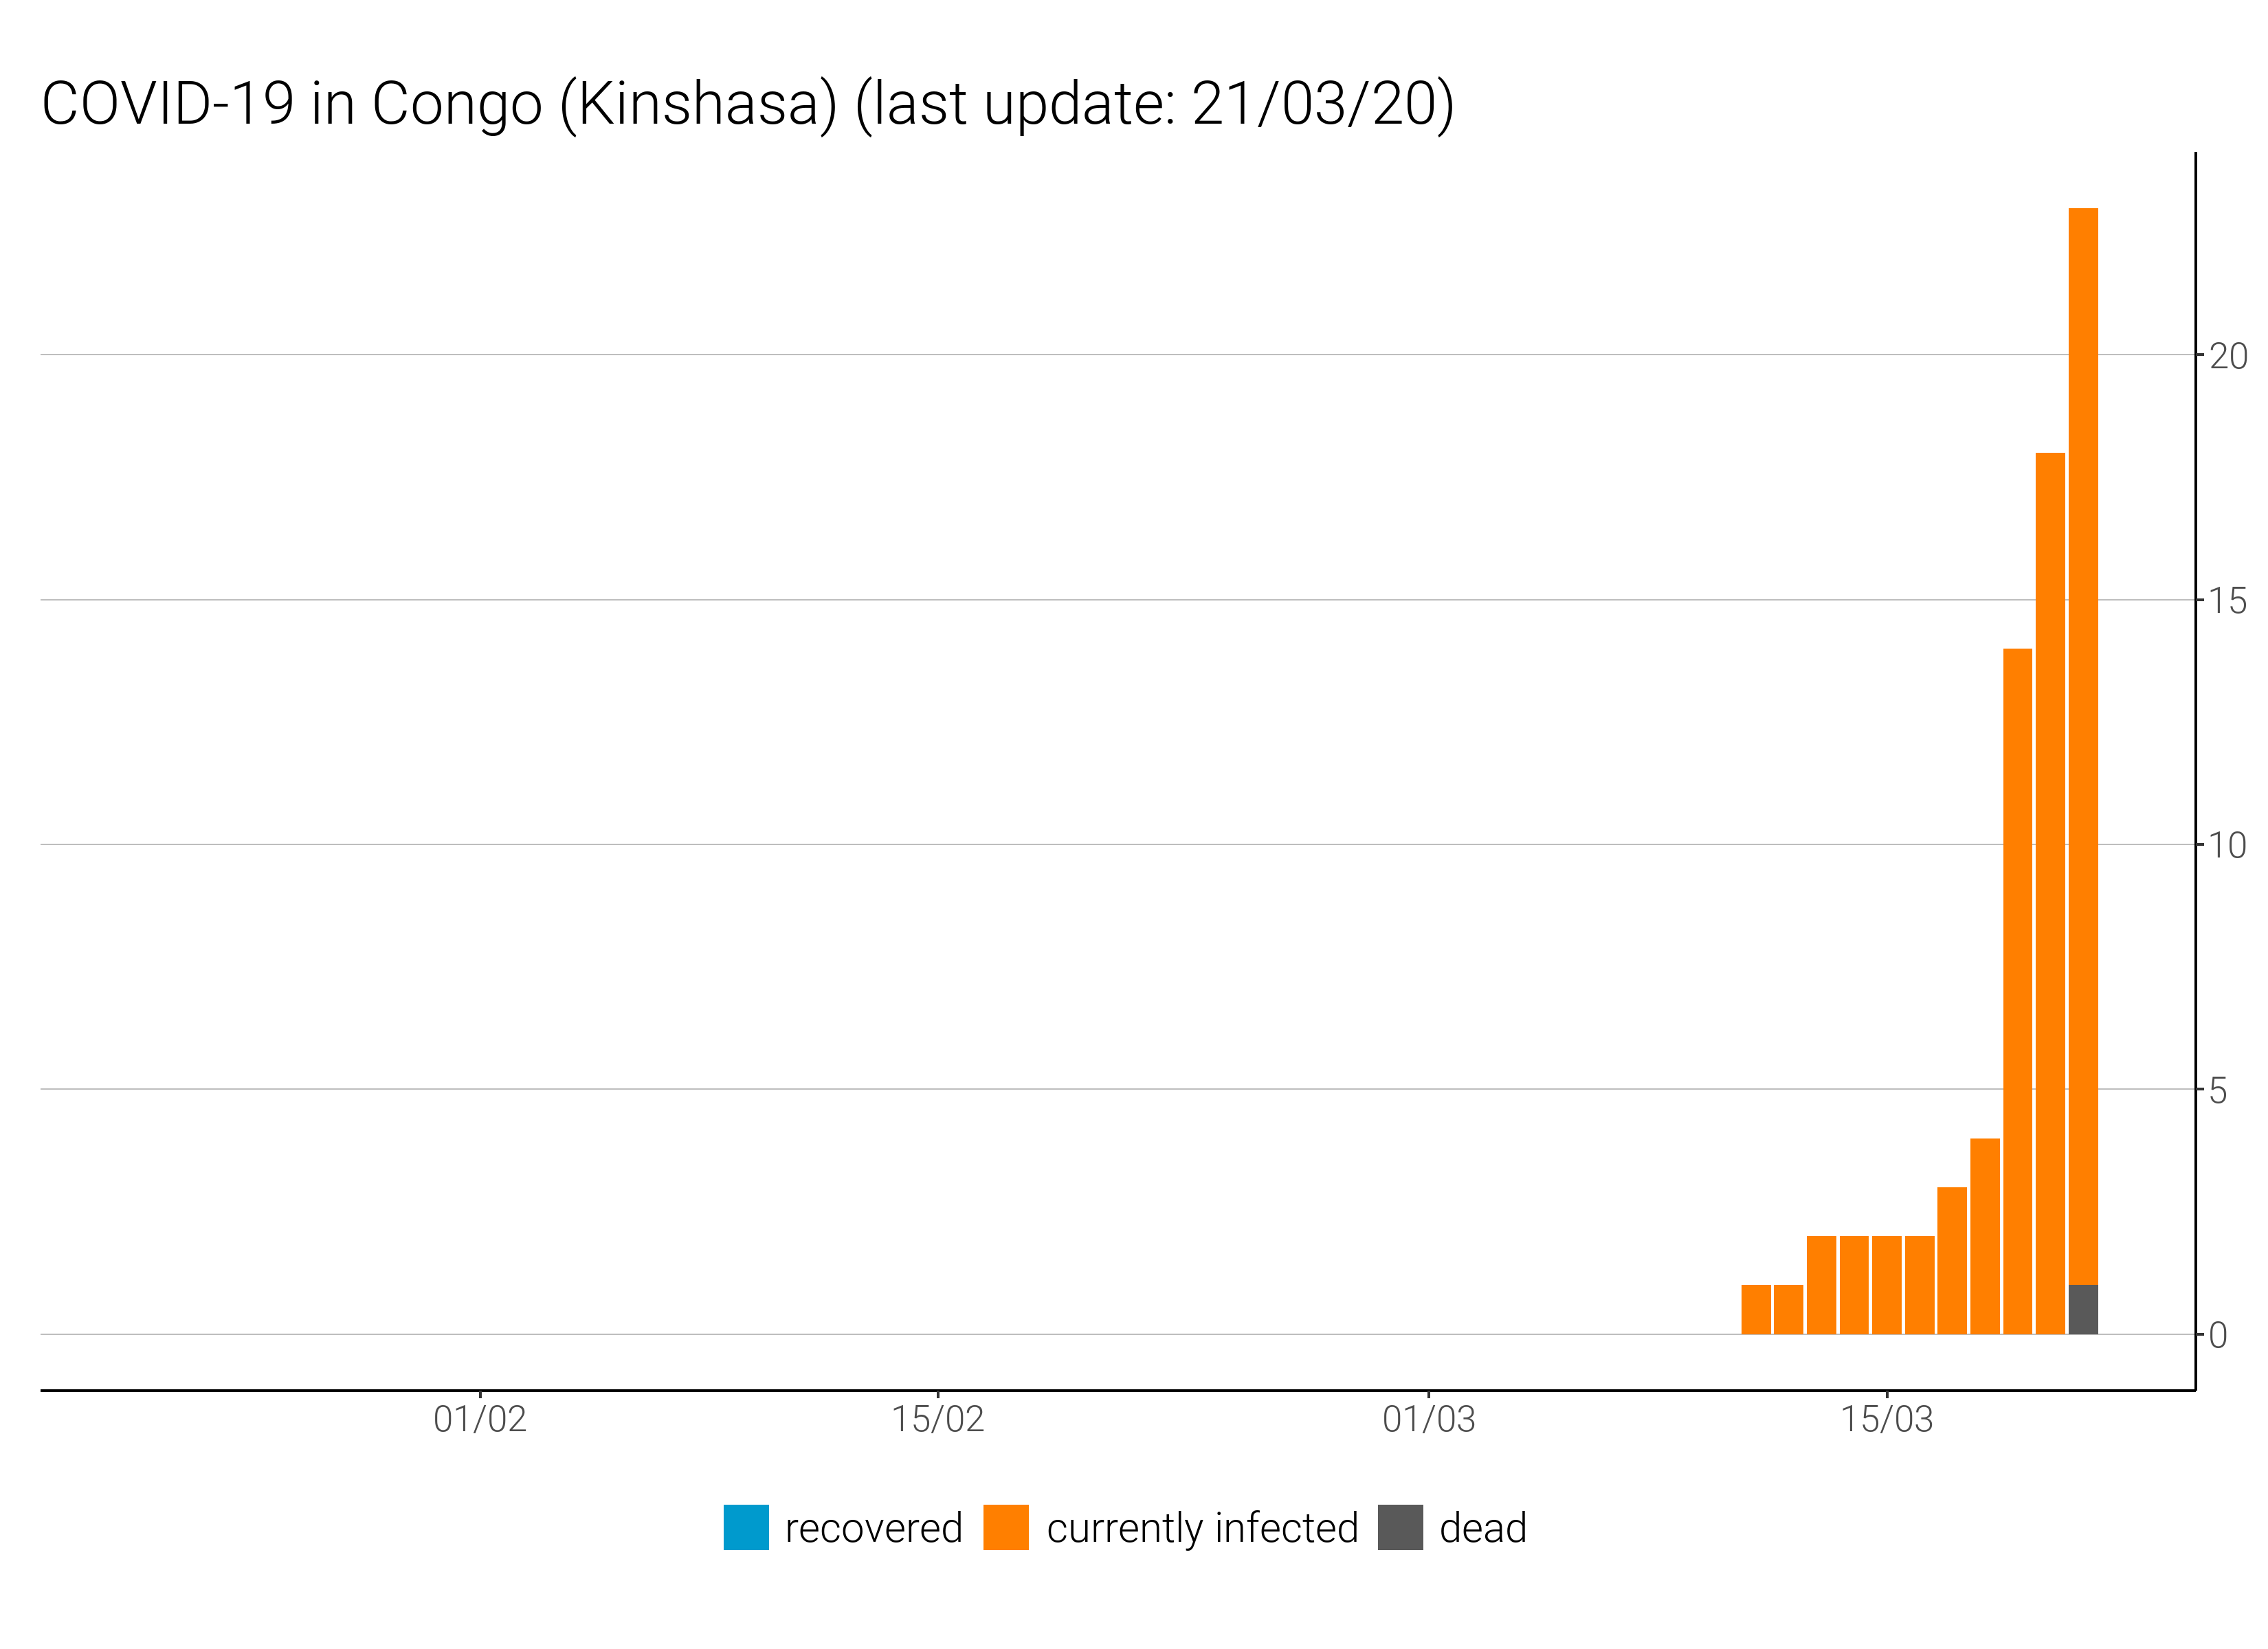 COVID-19 in Congo (Kinshasa) (last update: 21/03/20)
20
15
10
5
0
01/02 15/02 01/03 15/03
recovered currently infected dead